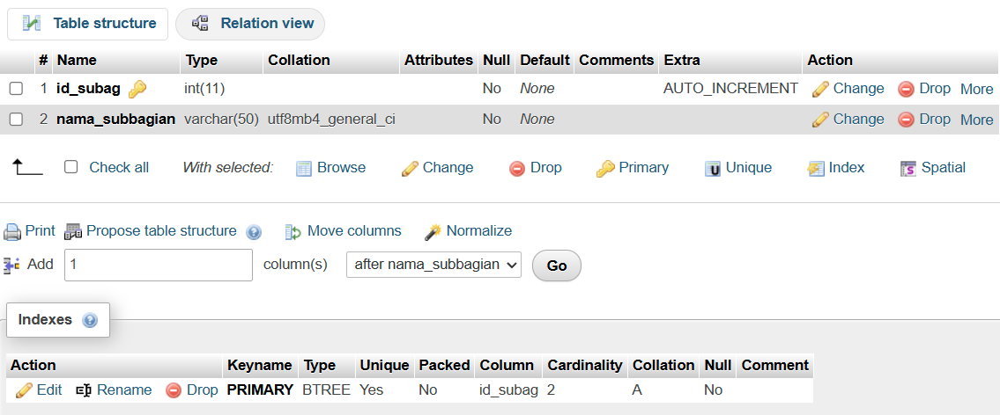 Table structure Relation view
# Name Type Collation Attributes Null Default Comments Extra Action
1 id_subag int(11) No None AUTO_INCREMENT Change Drop More
2 nama_subbagian varchar(50) utf8mb4_general_ci No None Change Drop More
Check all With selected: Browse Change Drop Primary U Unique Index S Spatial
Print Propose table structure ? Move columns Normalize
Add 1 column(s) after nama_subbagian Go
Indexes ?
Action Keyname Type Unique Packed Column Cardinality Collation Null Comment
Edit Rename Drop PRIMARY BTREE Yes No id_subag 2 A No